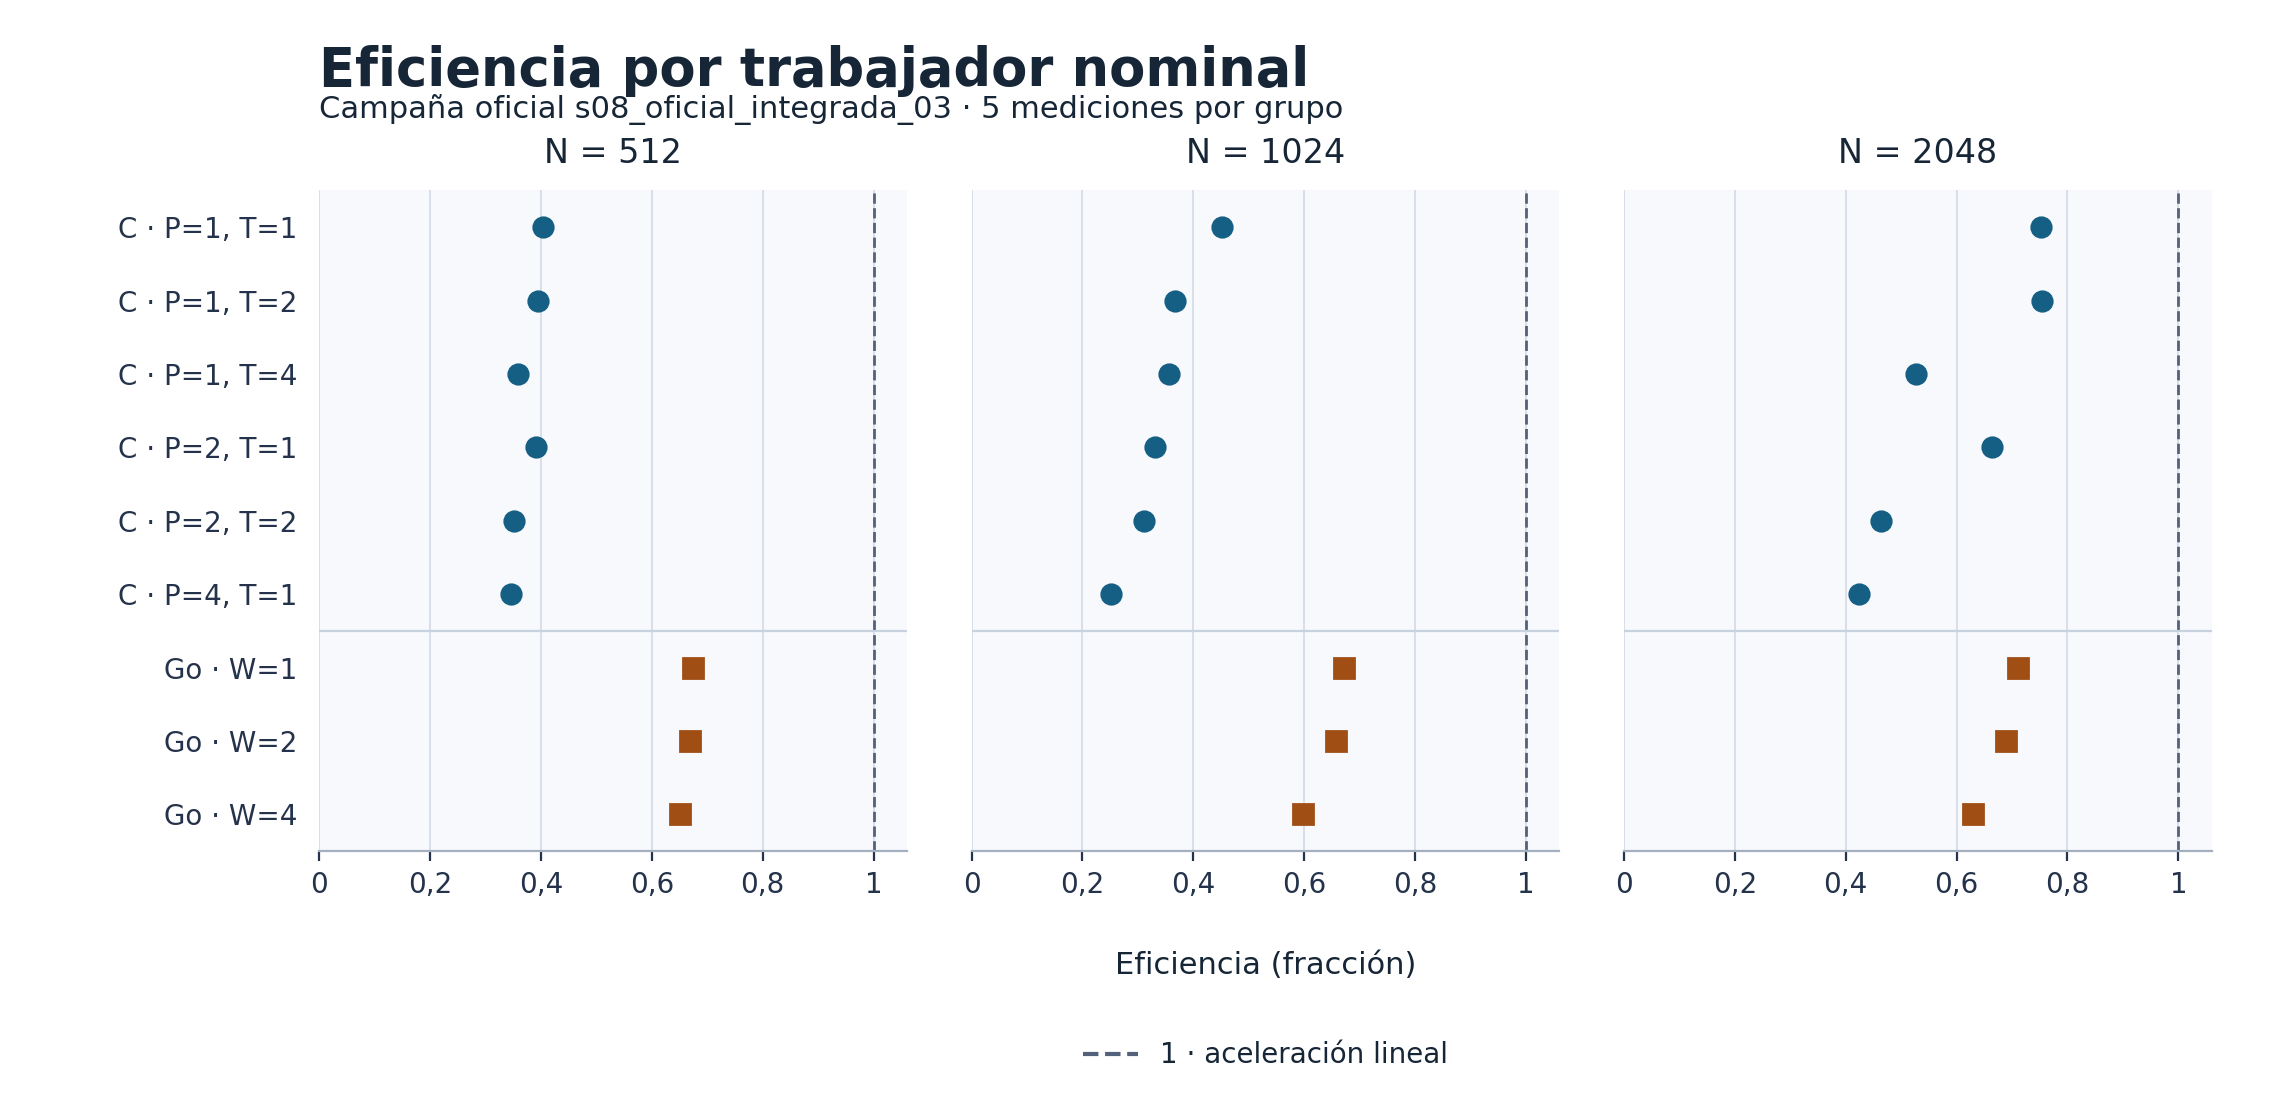 Eficiencia por trabajador nominal
Campaña oficial s08_oficial_integrada_03 · 5 mediciones por grupo
N = 512
N = 1024
N = 2048
C · P=1, T=1
C · P=1, T=2
C · P=1, T=4
C · P=2, T=1
C · P=2, T=2
C · P=4, T=1
Go · W=1
Go · W=2
Go · W=4
0 0,2 0,4 0,6 0,8 1
0 0,2 0,4 0,6 0,8 1
0 0,2 0,4 0,6 0,8 1
Eficiencia (fracción)
1 · aceleración lineal